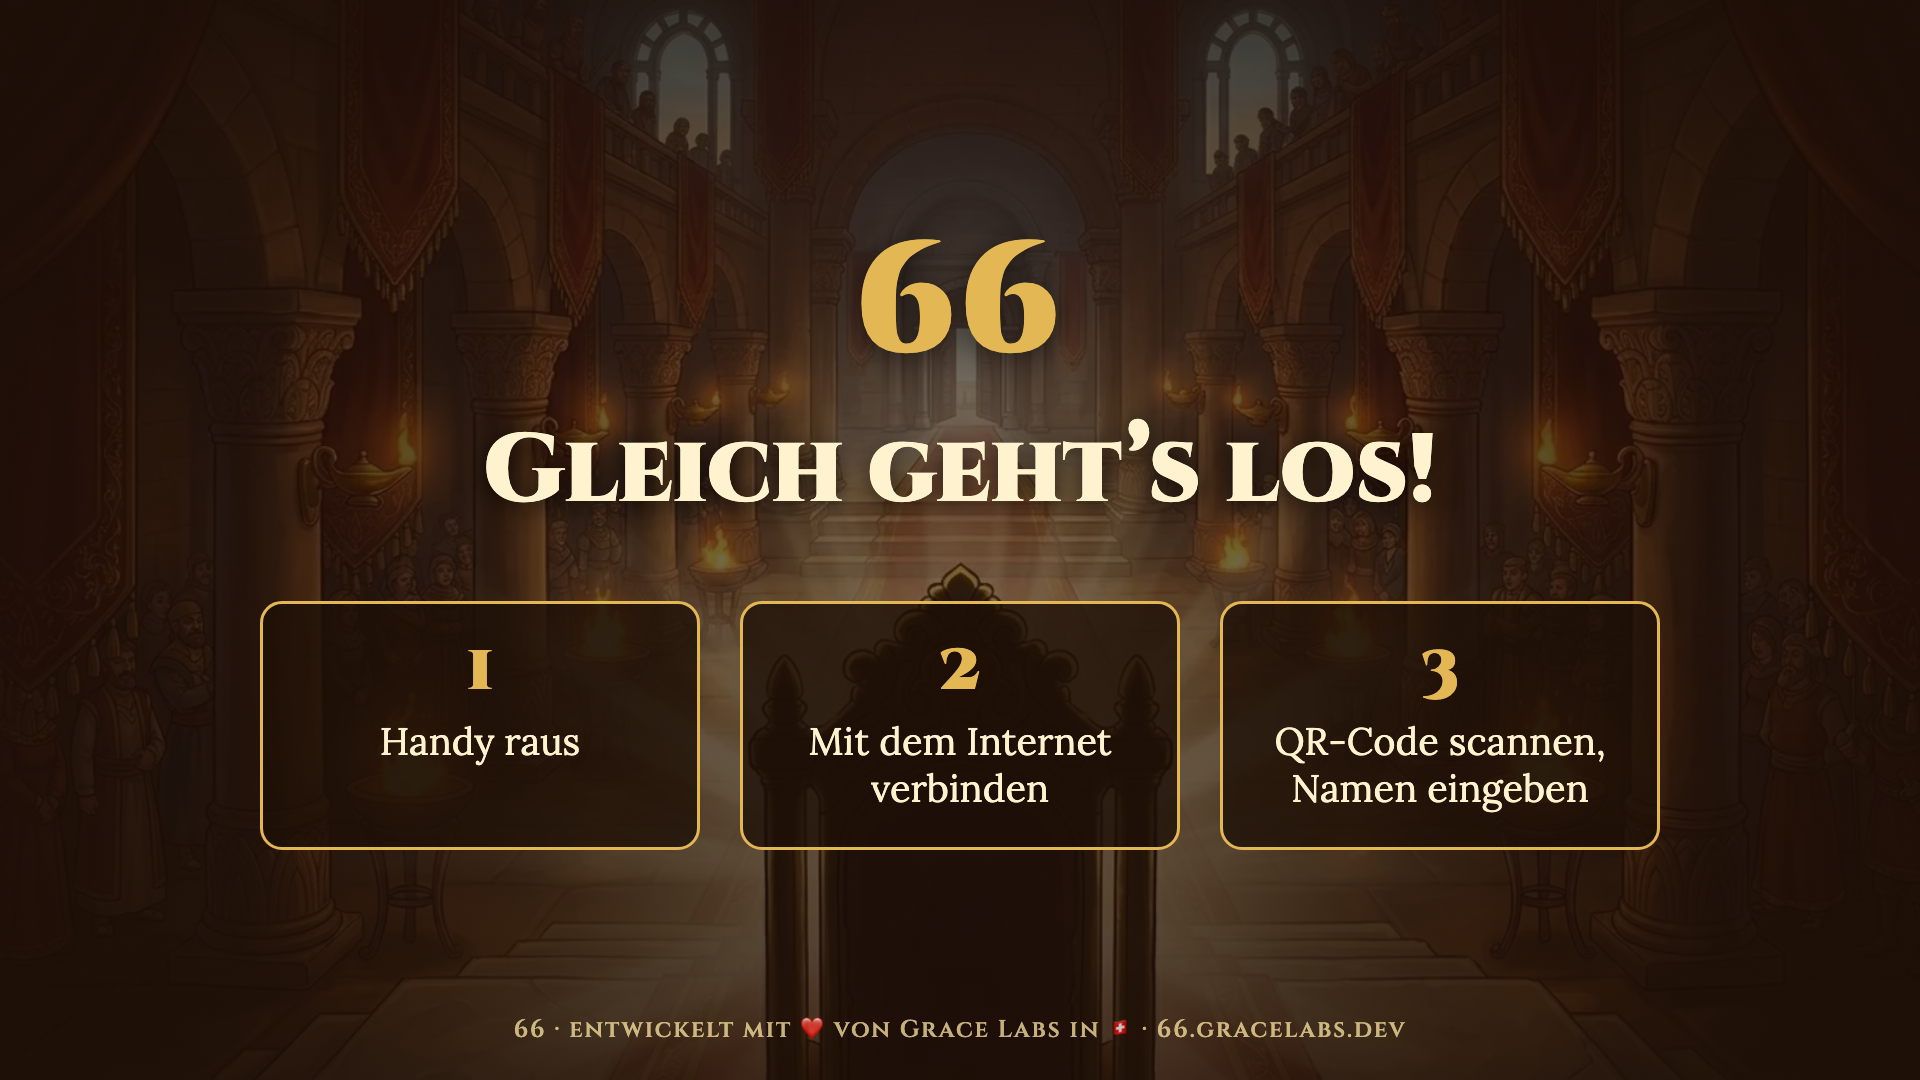 66
Gleich geht’s los!
1
Handy raus
2
Mit dem Internet
verbinden
3
QR-Code scannen,
Namen eingeben
66 · entwickelt mit ❤️ von Grace Labs in 🇨🇭 · 66.gracelabs.dev